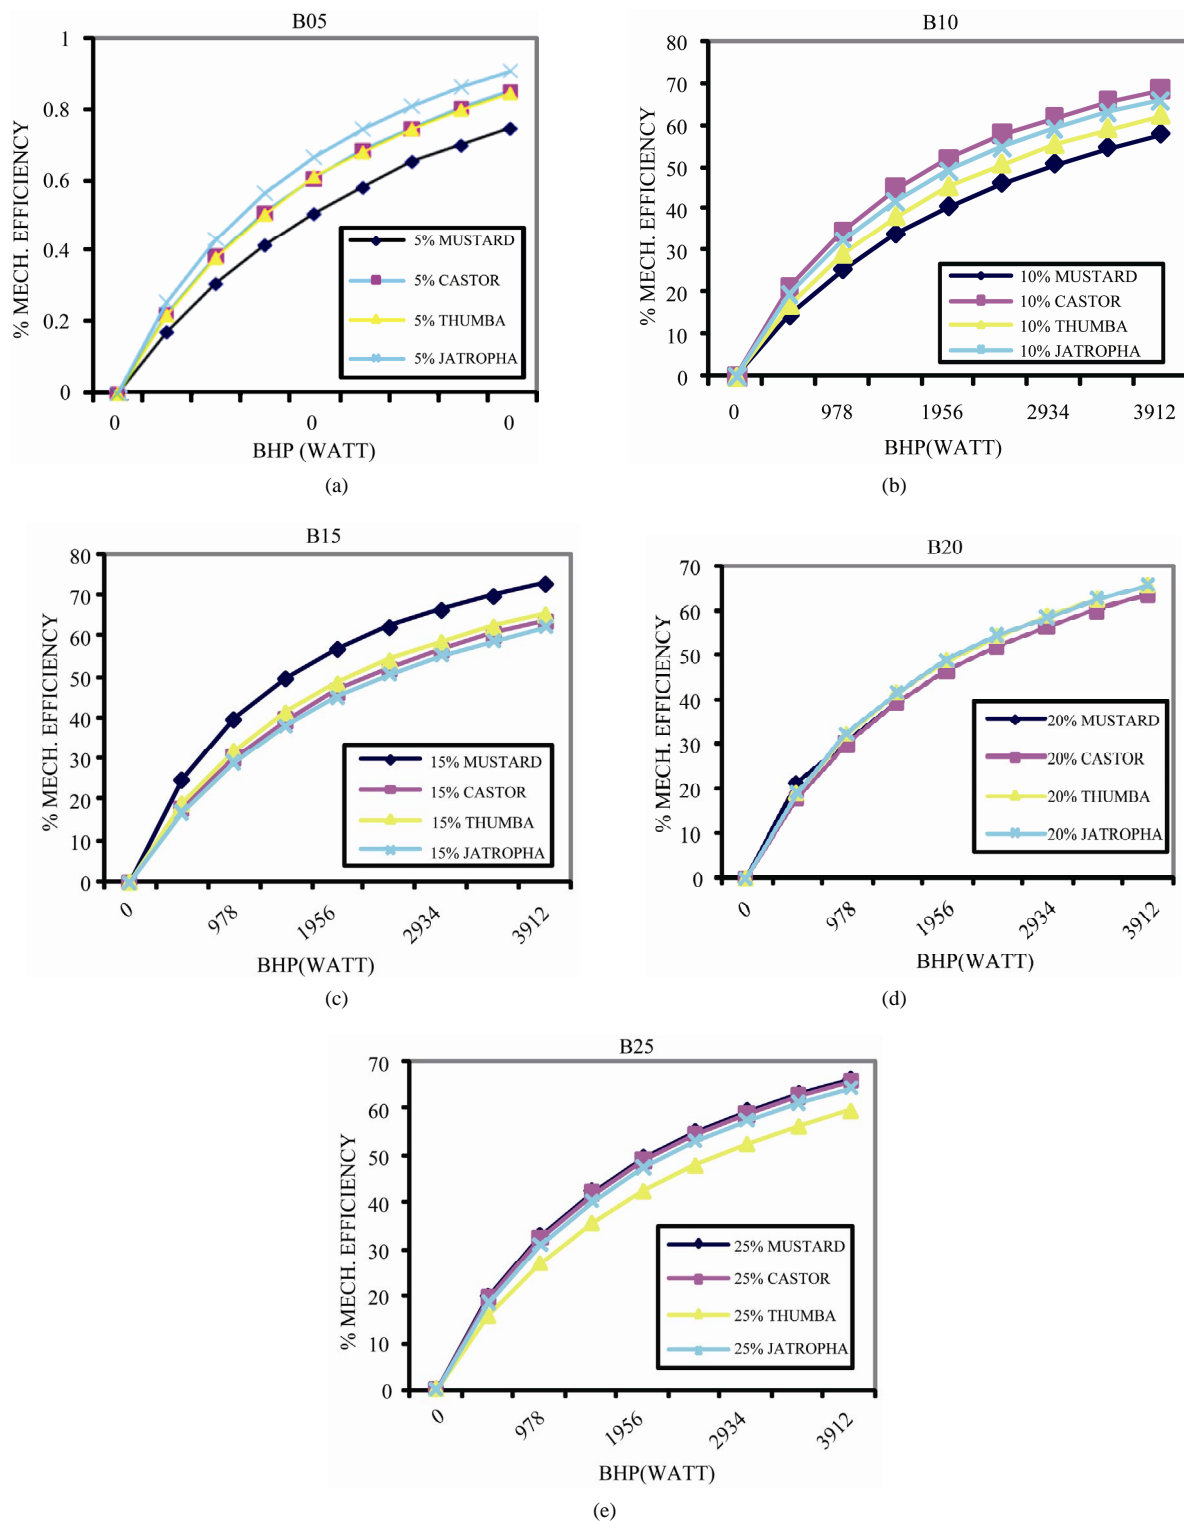 B05
1
0.8
0.6
0.4
0.2
0
% MECH. EFFICIENCY
5% MUSTARD
5% CASTOR
5% THUMBA
5% JATROPHA
0 0 0
BHP (WATT)
(a)
B10
80
70
60
50
40
30
20
10
0
% MECH. EFFICIENCY
10% MUSTARD
10% CASTOR
10% THUMBA
10% JATROPHA
0 978 1956 2934 3912
BHP(WATT)
(b)
B15
80
70
60
50
40
30
20
10
0
% MECH. EFFICIENCY
15% MUSTARD
15% CASTOR
15% THUMBA
15% JATROPHA
0 978 1956 2934 3912
BHP(WATT)
(c)
B20
70
60
50
40
30
20
10
0
% MECH. EFFICIENCY
20% MUSTARD
20% CASTOR
20% THUMBA
20% JATROPHA
0 978 1956 2934 3912
BHP(WATT)
(d)
B25
70
60
50
40
30
20
10
0
% MECH. EFFICIENCY
25% MUSTARD
25% CASTOR
25% THUMBA
25% JATROPHA
0 978 1956 2934 3912
BHP(WATT)
(e)